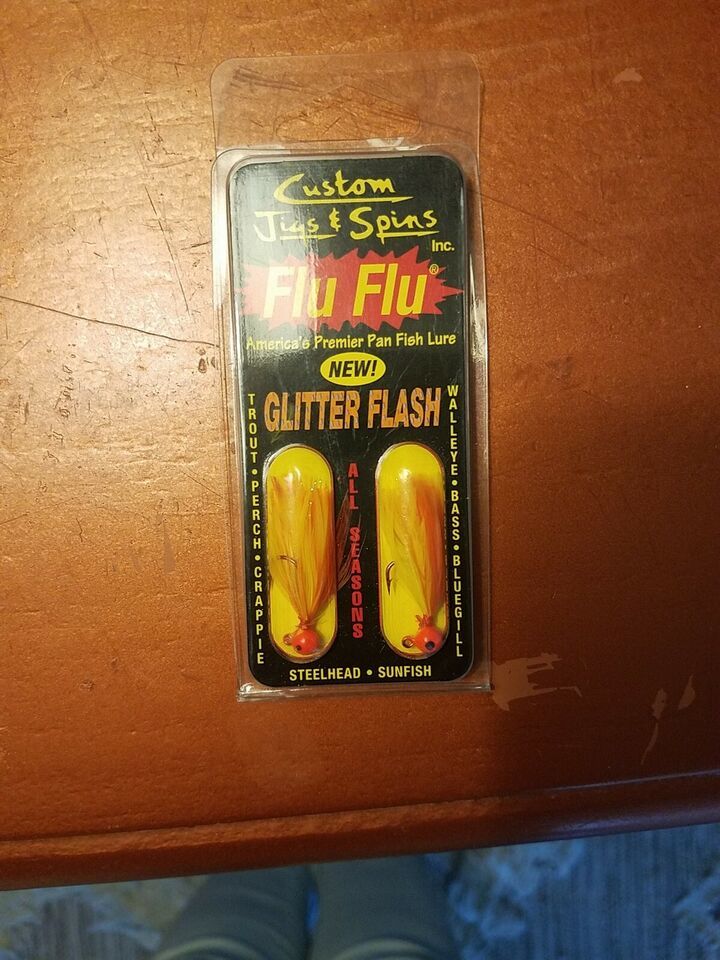 Custom
Jigs & Spins
Inc.
Flu Flu®
America's Premier Pan Fish Lure
NEW!
GLITTER FLASH
TROUT • PERCH • CRAPPIE
ALL SEASONS
WALLEYE • BASS • BLUEGILL
STEELHEAD • SUNFISH